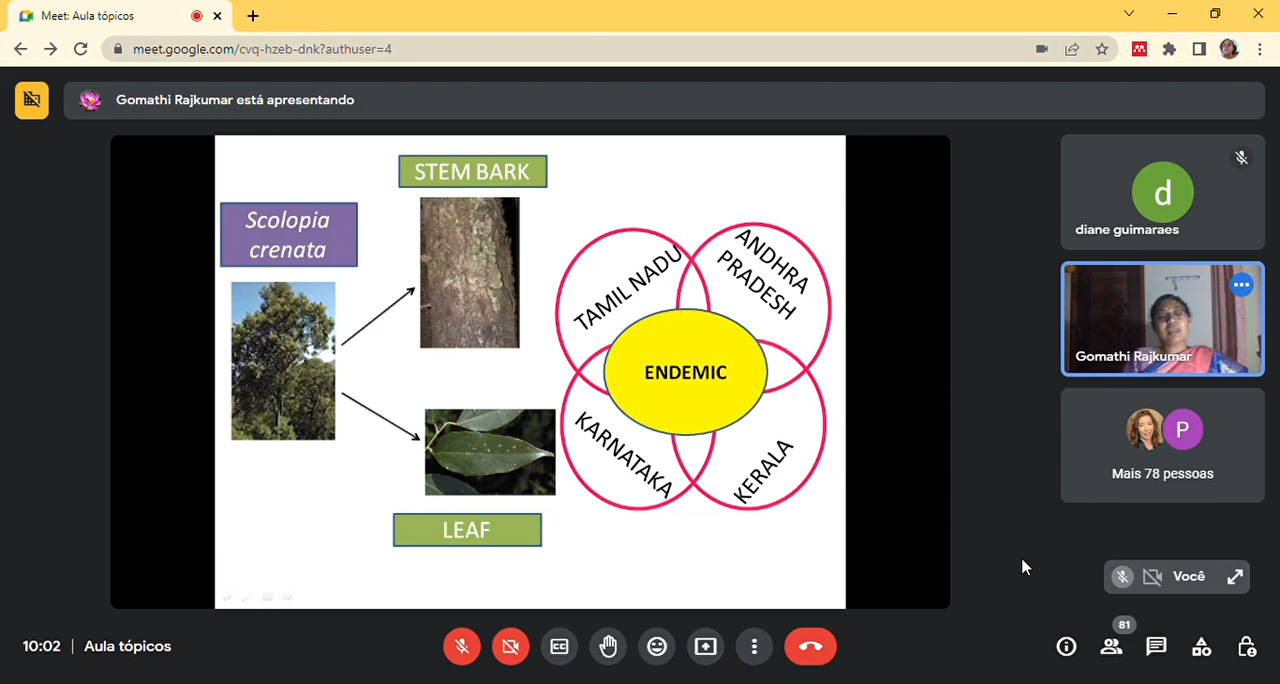 Meet: Aula tópicos
meet.google.com/cvq-hzeb-dnk?authuser=4
Gomathi Rajkumar está apresentando
STEM BARK
Scolopia
crenata
TAMIL NADU
ANDHRA
PRADESH
ENDEMIC
KARNATAKA
KERALA
LEAF
d
diane guimaraes
Gomathi Rajkumar
P
Mais 78 pessoas
Você
10:02 | Aula tópicos
81